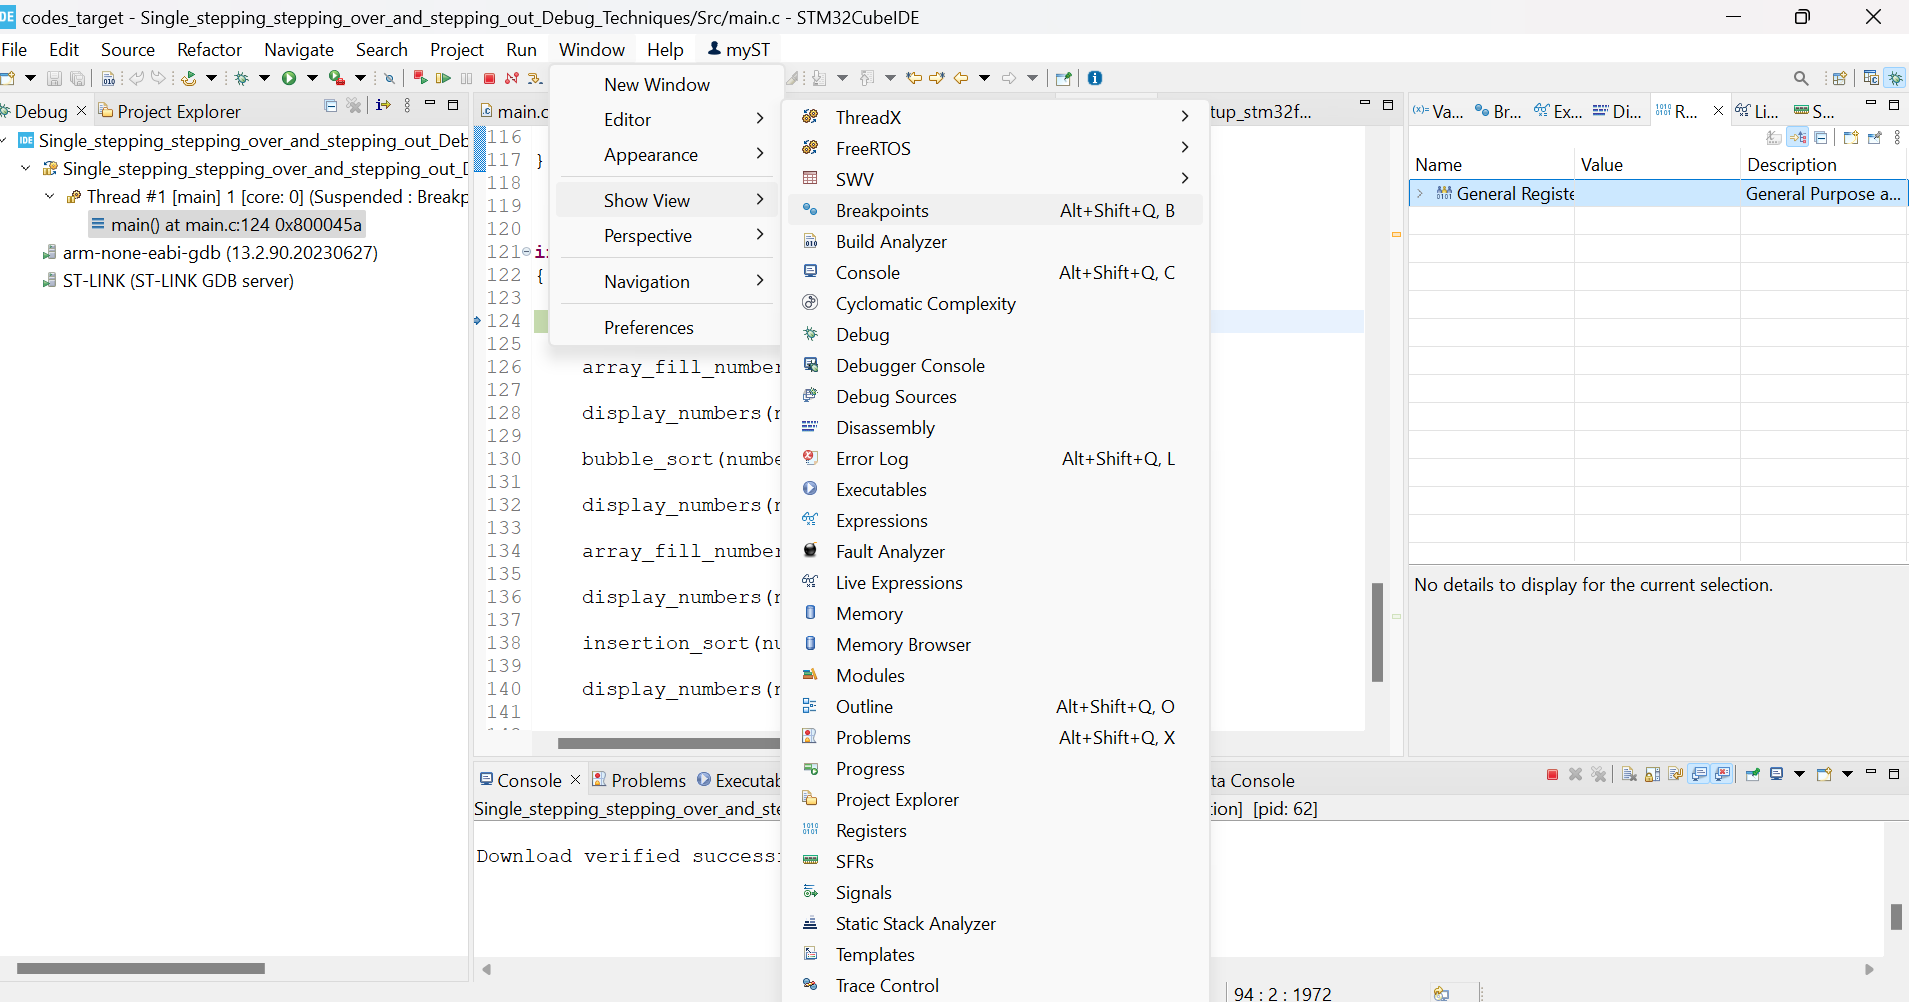 codes_target - Single_stepping_stepping_over_and_stepping_out_Debug_Techniques/Src/main.c - STM32CubeIDE
File Edit Source Refactor Navigate Search Project Run Window Help myST
Debug Project Explorer
IDE Single_stepping_stepping_over_and_stepping_out_Deb
Single_stepping_stepping_over_and_stepping_out_
Thread #1 [main] 1 [core: 0] (Suspended : Breakp
main() at main.c:124 0x800045a
arm-none-eabi-gdb (13.2.90.20230627)
ST-LINK (ST-LINK GDB server)
main.c
tup_stm32f...
116
117 }
118
119
120
121 i
122 {
123
124
125
126 array_fill_number
127
128 display_numbers(
129
130 bubble_sort(numbe
131
132 display_numbers(
133
134 array_fill_number
135
136 display_numbers(
137
138 insertion_sort(nu
139
140 display_numbers(
141
New Window
Editor
Appearance
Show View
Perspective
Navigation
Preferences
ThreadX
FreeRTOS
SWV
Breakpoints Alt+Shift+Q, B
Build Analyzer
Console Alt+Shift+Q, C
Cyclomatic Complexity
Debug
Debugger Console
Debug Sources
Disassembly
Error Log Alt+Shift+Q, L
Executables
Expressions
Fault Analyzer
Live Expressions
Memory
Memory Browser
Modules
Outline Alt+Shift+Q, O
Problems Alt+Shift+Q, X
Progress
Project Explorer
Registers
SFRs
Signals
Static Stack Analyzer
Templates
Trace Control
(x)= Va... Br... Ex... Di... R... Li... S...
Name Value Description
General Registe General Purpose a...
No details to display for the current selection.
Console Problems Executab
ta Console
Single_stepping_stepping_over_and_ste
ion] [pid: 62]
Download verified success
94 : 2 : 1972